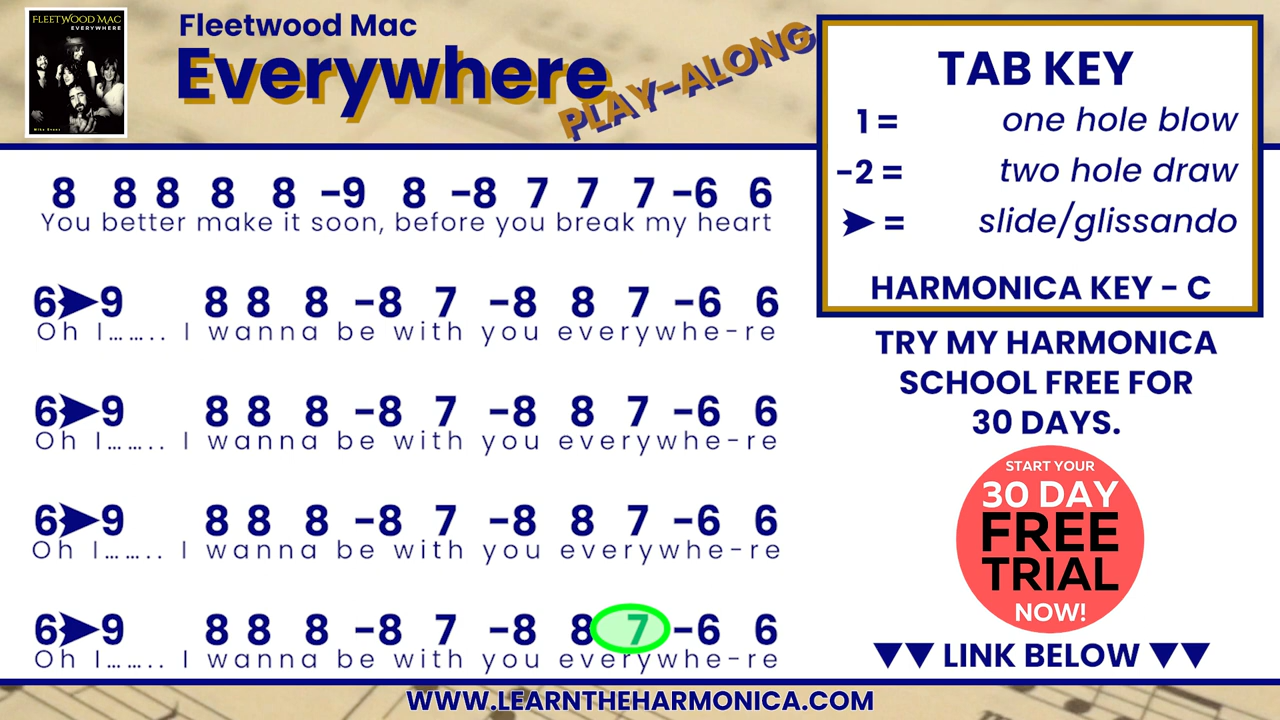 FLEETWOOD MAC
EVERYWHERE
Mike Evans
Fleetwood Mac
Everywhere
PLAY-ALONG
8 8 8 8 8 -9 8 -8 7 7 7 -6 6
You better make it soon, before you break my heart
6➤9 8 8 8 -8 7 -8 8 7 -6 6
Oh I........ I wanna be with you everywhe-re
6➤9 8 8 8 -8 7 -8 8 7 -6 6
Oh I........ I wanna be with you everywhe-re
6➤9 8 8 8 -8 7 -8 8 7 -6 6
Oh I........ I wanna be with you everywhe-re
6➤9 8 8 8 -8 7 -8 8 7 -6 6
Oh I........ I wanna be with you everywhe-re
TAB KEY
1 = one hole blow
-2 = two hole draw
➤ = slide/glissando
HARMONICA KEY - C
TRY MY HARMONICA
SCHOOL FREE FOR
30 DAYS.
START YOUR
30 DAY
FREE
TRIAL
NOW!
▼▼ LINK BELOW ▼▼
WWW.LEARNTHEHARMONICA.COM